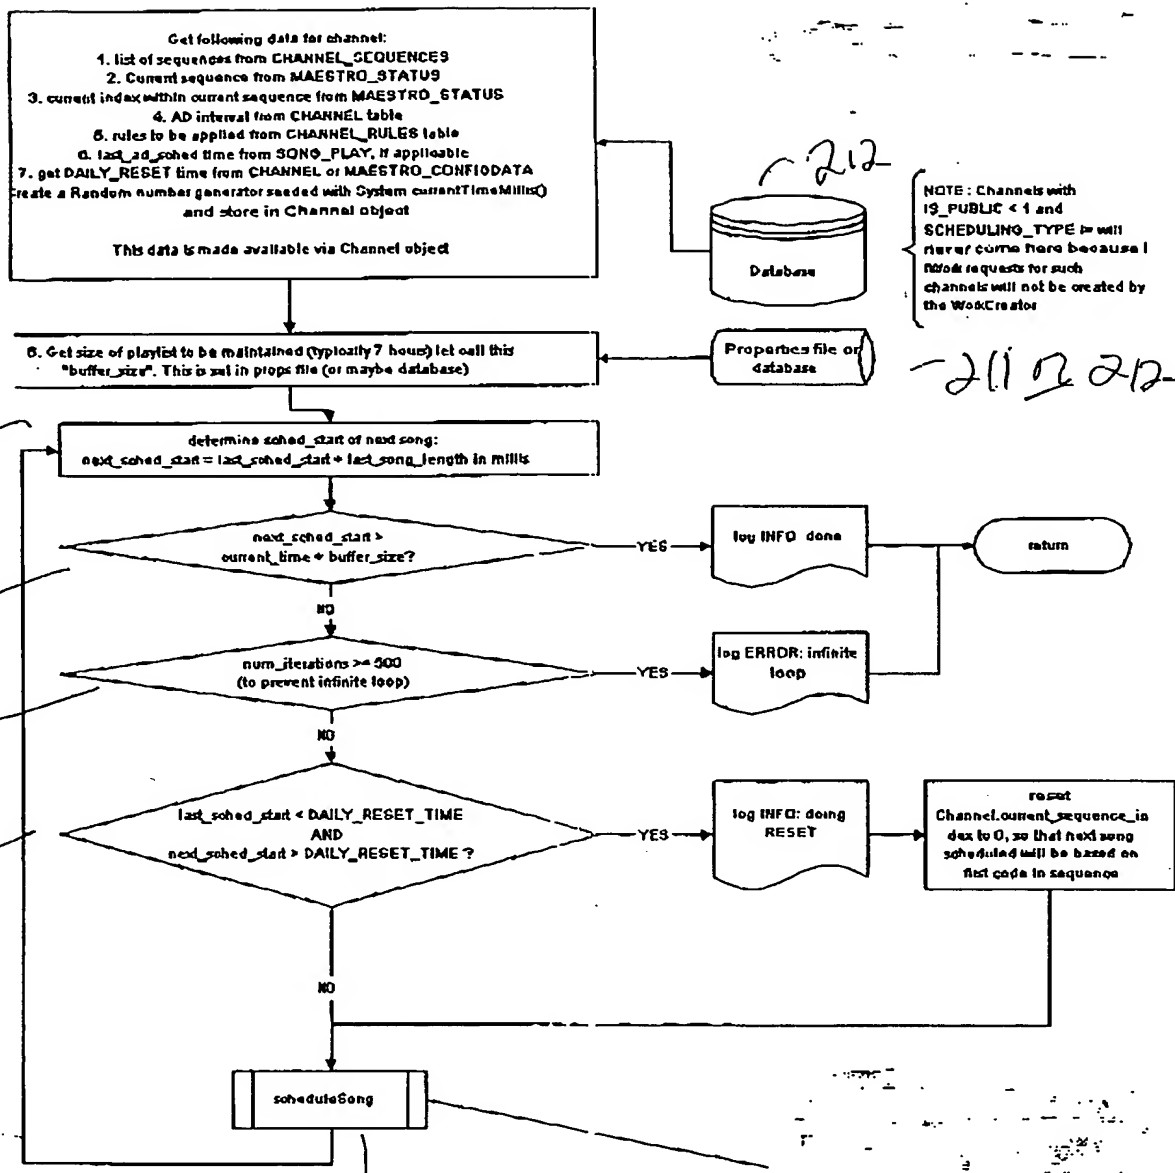 Get following data for channel:
1. list of sequences from CHANNEL_SEQUENCES
2. Current sequence from MAESTRO_STATUS
3. current index within current sequence from MAESTRO_STATUS
4. AD interval from CHANNEL table
5. rules to be applied from CHANNEL_RULES table
6. last_ad_sched time from SONG_PLAY, if applicable
7. get DAILY_RESET time from CHANNEL or MAESTRO_CONFIGDATA
Create a Random number generator seeded with System currentTimeMillis()
and store in Channel object
This data is made available via Channel object
212
Database
NOTE : Channels with
IS_PUBLIC < 1 and
SCHEDULING_TYPE != will
never come here because
Work requests for such
channels will not be created by
the WorkCreator
8. Get size of playlist to be maintained (typically 7 hours) let call this
"buffer_size". This is set in props file (or maybe database)
Properties file or
database
211 or 212
determine sched_start of next song:
next_sched_start = last_sched_start + last_song_length in millis
next_sched_start >
current_time + buffer_size?
YES
log INFO done
return
NO
num_iterations >= 500
(to prevent infinite loop)
YES
log ERROR: infinite
loop
NO
last_sched_start < DAILY_RESET_TIME
AND
next_sched_start > DAILY_RESET_TIME ?
YES
log INFO: doing
RESET
reset
Channel.current_sequence_in
dex to 0, so that next song
scheduled will be based on
first code in sequence
NO
scheduleSong